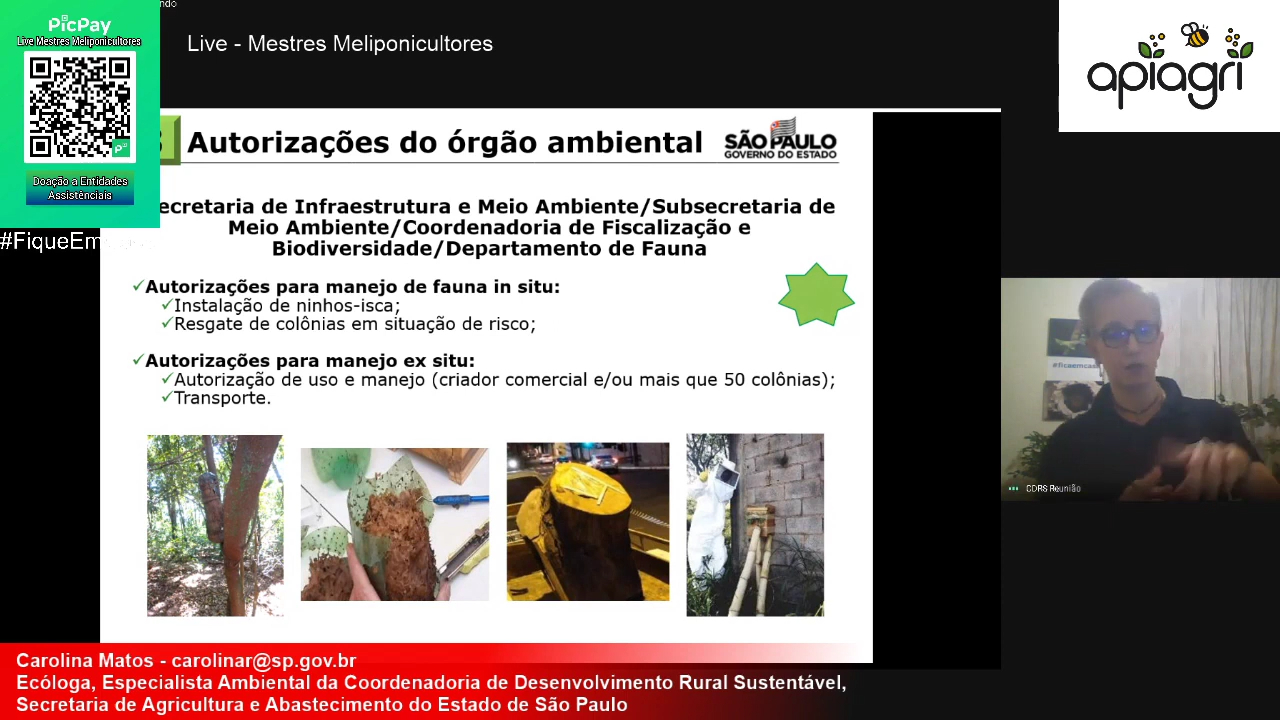 ndo
PicPay
Live Mestres Meliponicultores
Doação a Entidades
Assistênciais
#FiqueEm
Live - Mestres Meliponicultores
apiagri
Autorizações do órgão ambiental
SÃO PAULO
GOVERNO DO ESTADO
ecretaria de Infraestrutura e Meio Ambiente/Subsecretaria de
Meio Ambiente/Coordenadoria de Fiscalização e
Biodiversidade/Departamento de Fauna
✓Autorizações para manejo de fauna in situ:
✓Instalação de ninhos-isca;
✓Resgate de colônias em situação de risco;
✓Autorizações para manejo ex situ:
✓Autorização de uso e manejo (criador comercial e/ou mais que 50 colônias);
✓Transporte.
#ficaemcasa
CDRS Reunião
Carolina Matos - carolinar@sp.gov.br
Ecóloga, Especialista Ambiental da Coordenadoria de Desenvolvimento Rural Sustentável,
Secretaria de Agricultura e Abastecimento do Estado de São Paulo